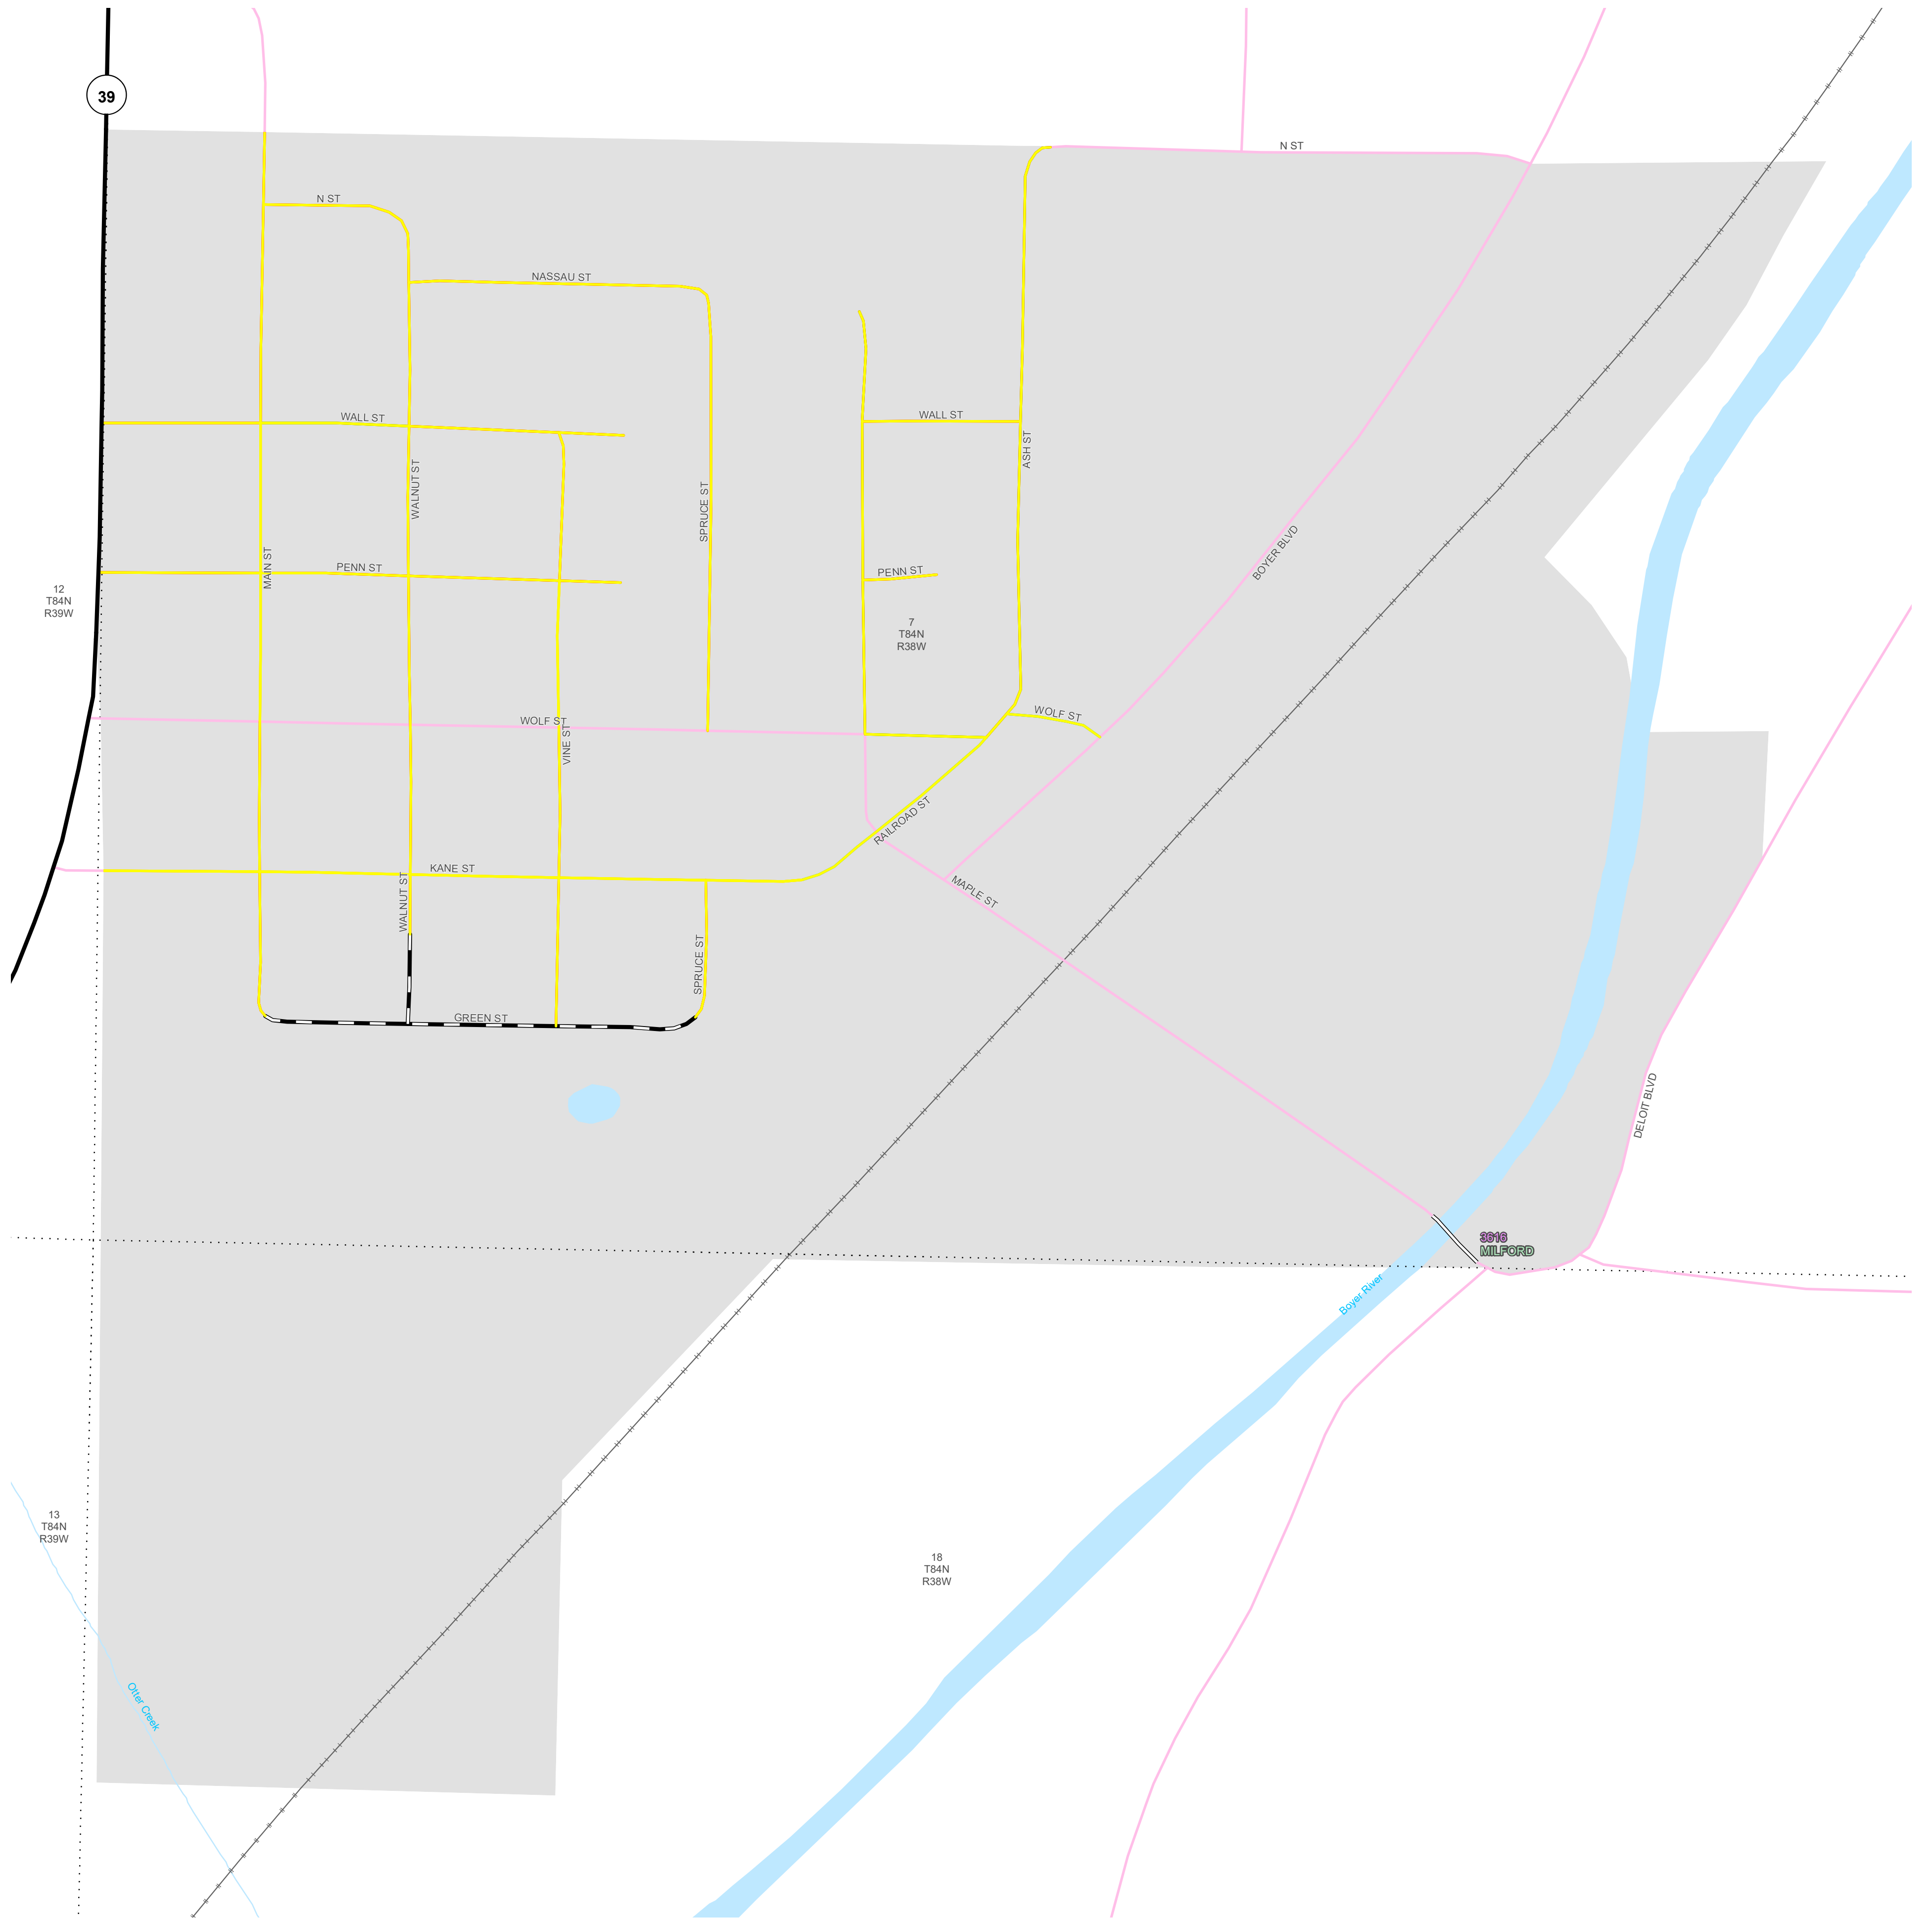 39
N ST
N ST
NASSAU ST
WALL ST
WALL ST
ASH ST
WALNUT ST
SPRUCE ST
BOYER BLVD
MAIN ST
PENN ST
PENN ST
12
T84N
R39W
7
T84N
R38W
WOLF ST
WOLF ST
VINE ST
RAILROAD ST
KANE ST
WALNUT ST
MAPLE ST
SPRUCE ST
GREEN ST
DELOIT BLVD
3616
MILFORD
Boyer River
13
T84N
R39W
18
T84N
R38W
Otter Creek